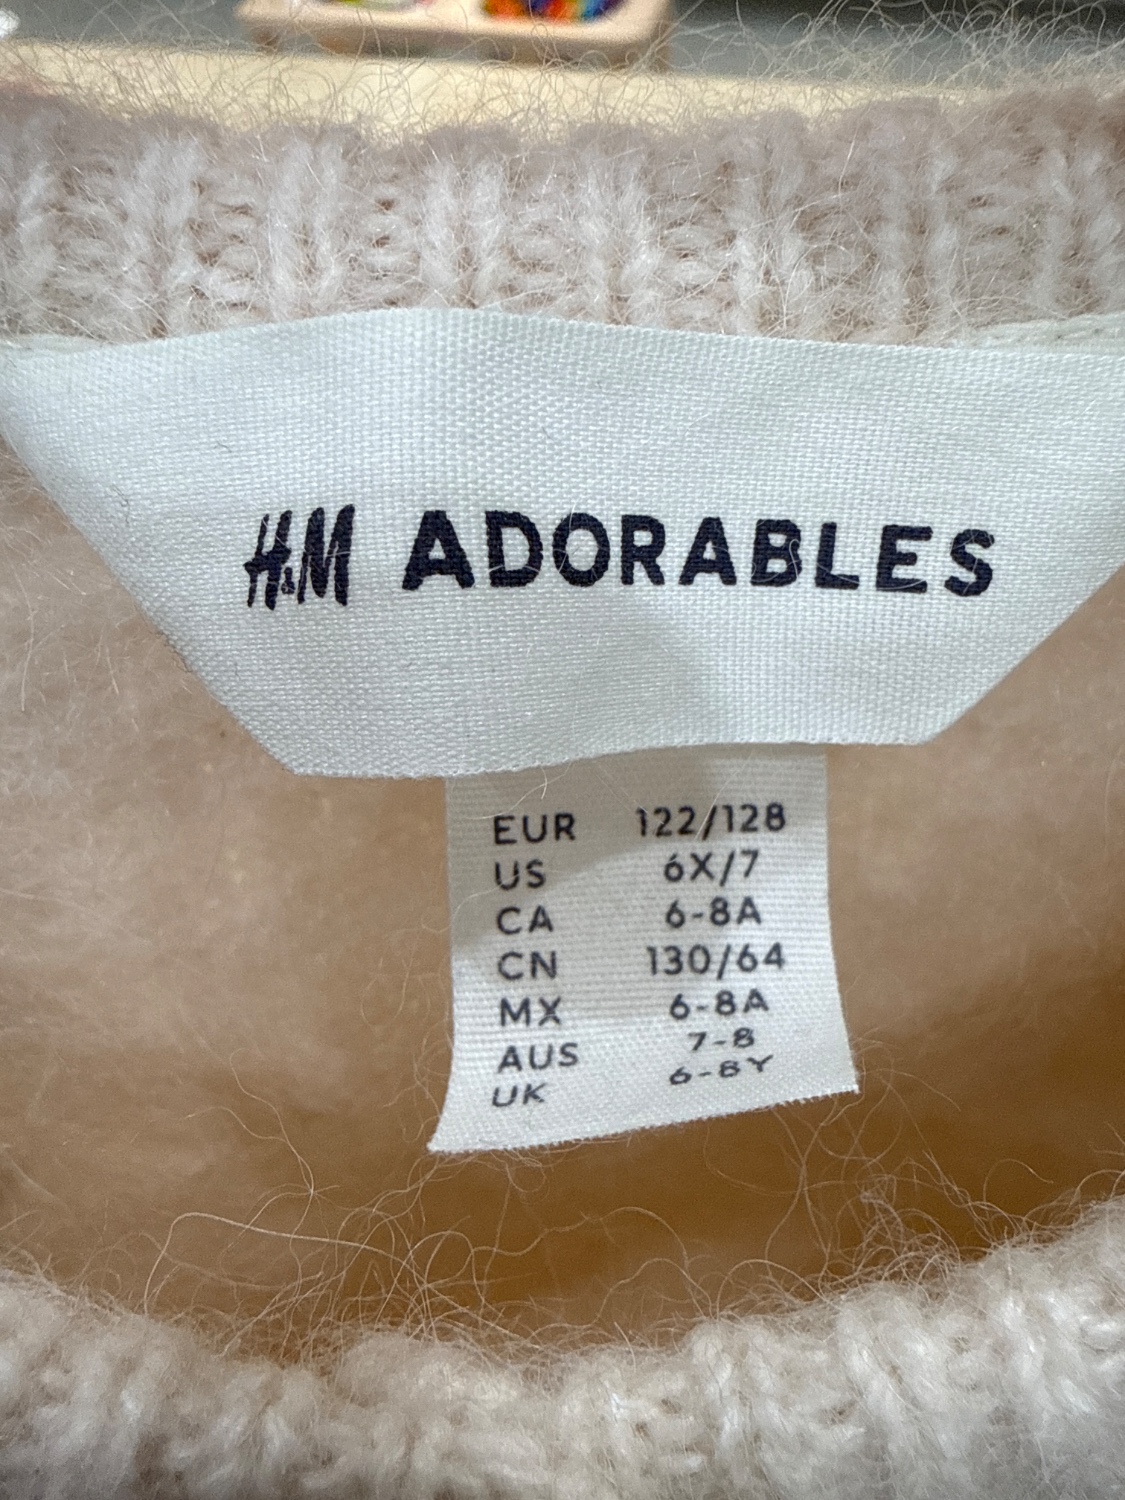 H&M ADORABLES
EUR 122/128
US 6X/7
CA 6-8A
CN 130/64
MX 6-8A
AUS 7-8
UK 6-8Y